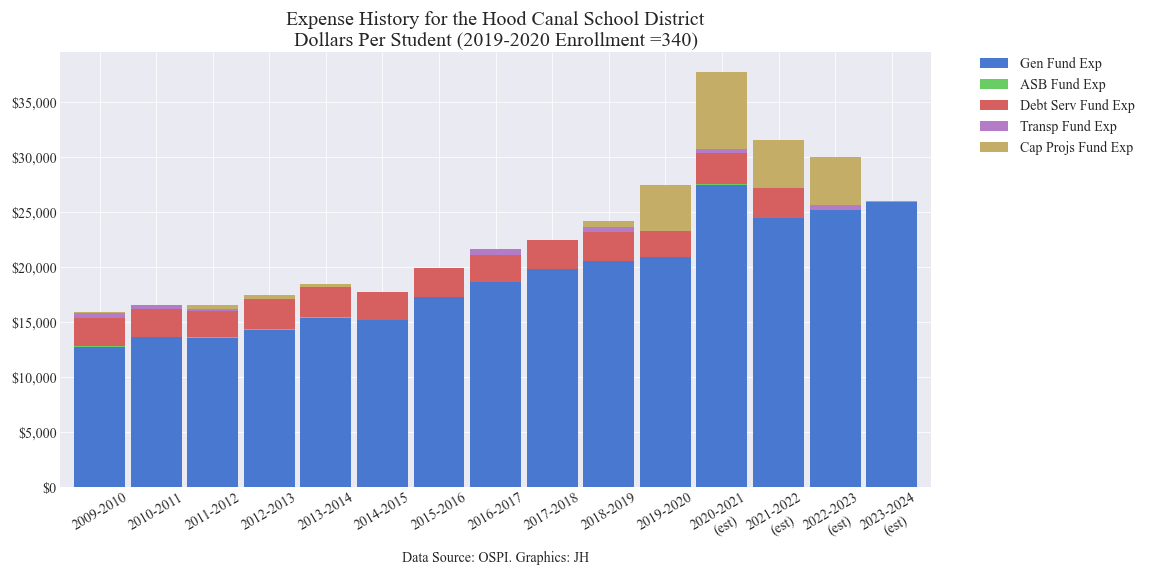 Expense History for the Hood Canal School District
Dollars Per Student (2019-2020 Enrollment =340)
Gen Fund Exp
ASB Fund Exp
Debt Serv Fund Exp
Transp Fund Exp
Cap Projs Fund Exp
$35,000
$30,000
$25,000
$20,000
$15,000
$10,000
$5,000
$0
2009-2010
2010-2011
2011-2012
2012-2013
2013-2014
2014-2015
2015-2016
2016-2017
2017-2018
2018-2019
2019-2020
2020-2021
(est)
2021-2022
(est)
2022-2023
(est)
2023-2024
(est)
Data Source: OSPI. Graphics: JH